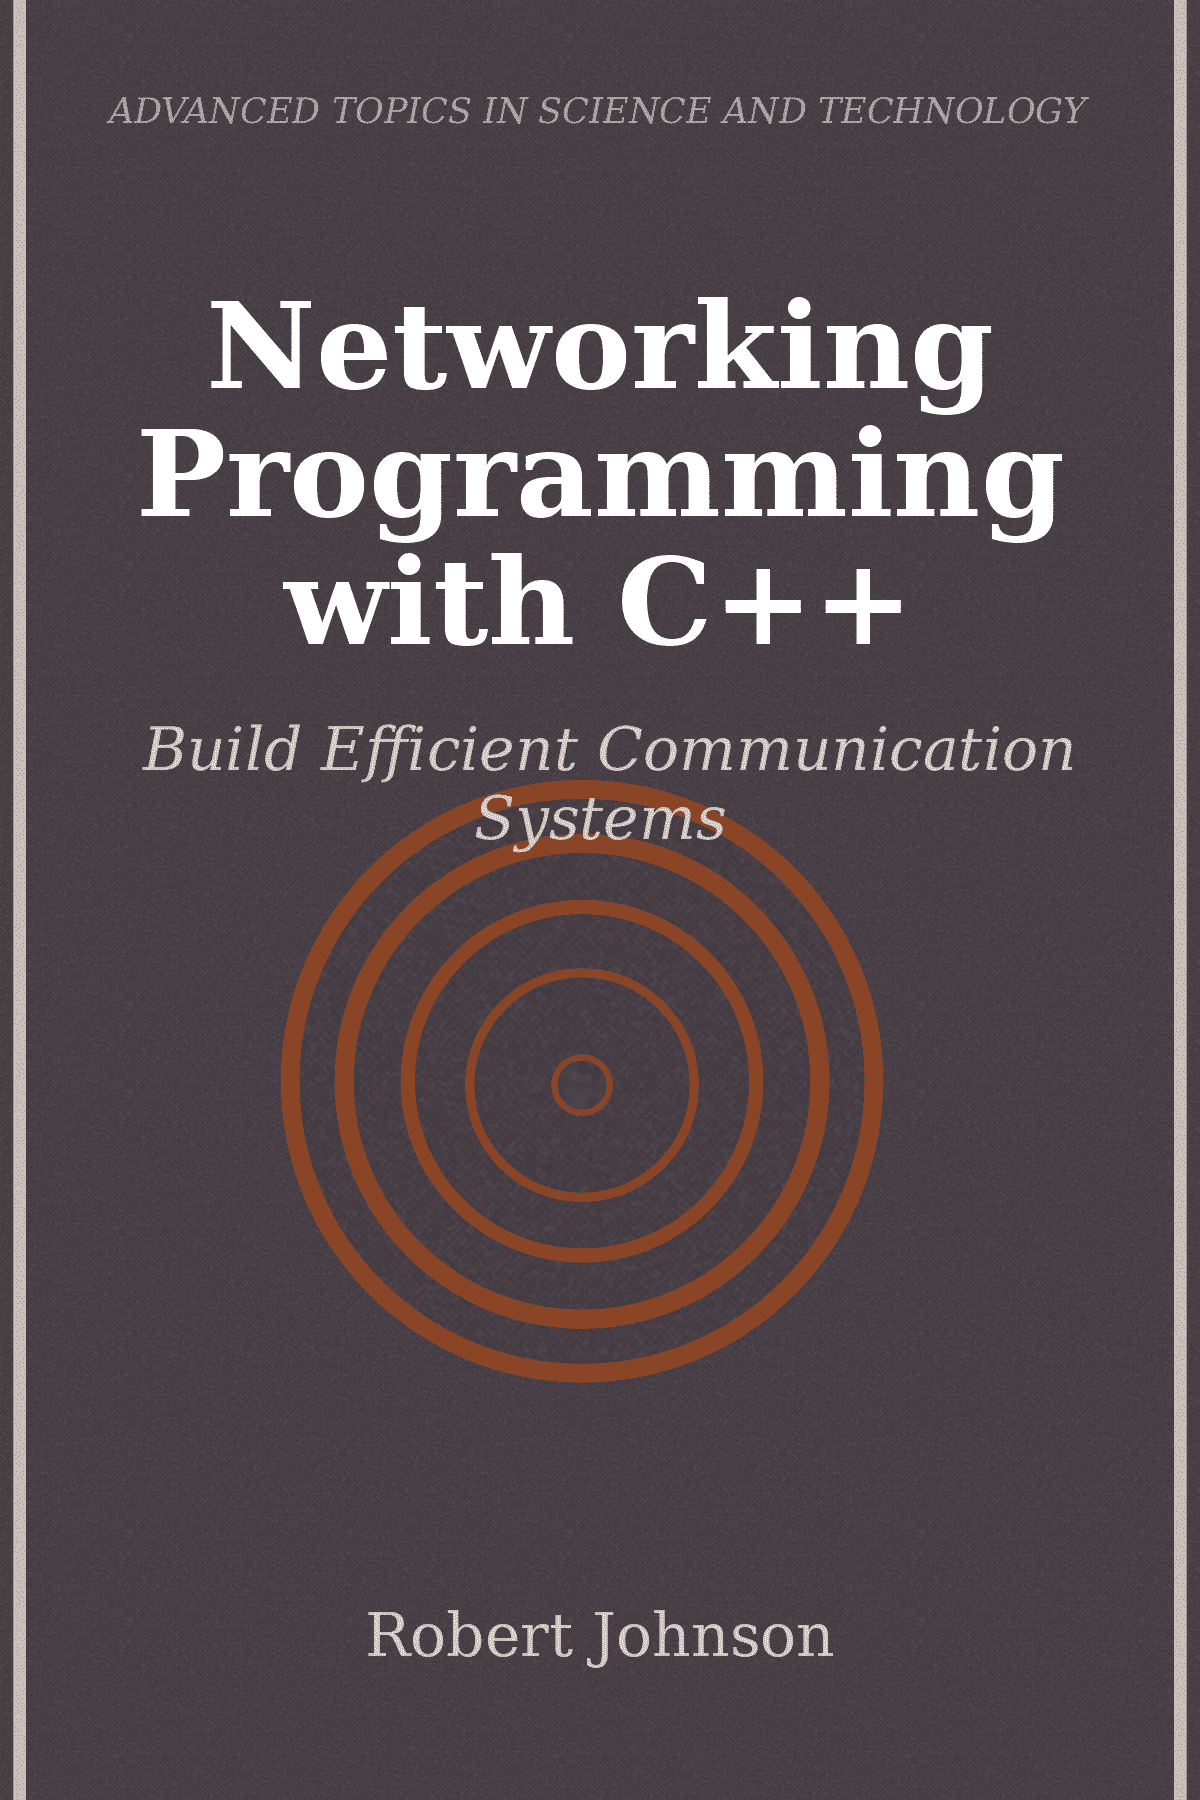 ADVANCED TOPICS IN SCIENCE AND TECHNOLOGY
Networking
Programming
with C++
Build Efficient Communication
Systems
Robert Johnson